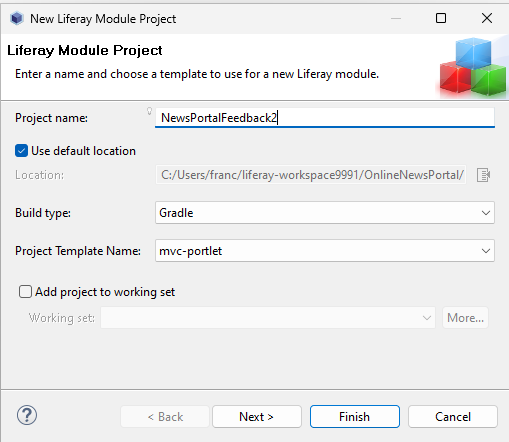 New Liferay Module Project
Liferay Module Project
Enter a name and choose a template to use for a new Liferay module.
Project name: NewsPortalFeedback2
Use default location
Location: C:/Users/franc/liferay-workspace9991/OnlineNewsPortal/
Build type: Gradle
Project Template Name: mvc-portlet
Add project to working set
Working set: More...
? < Back Next > Finish Cancel